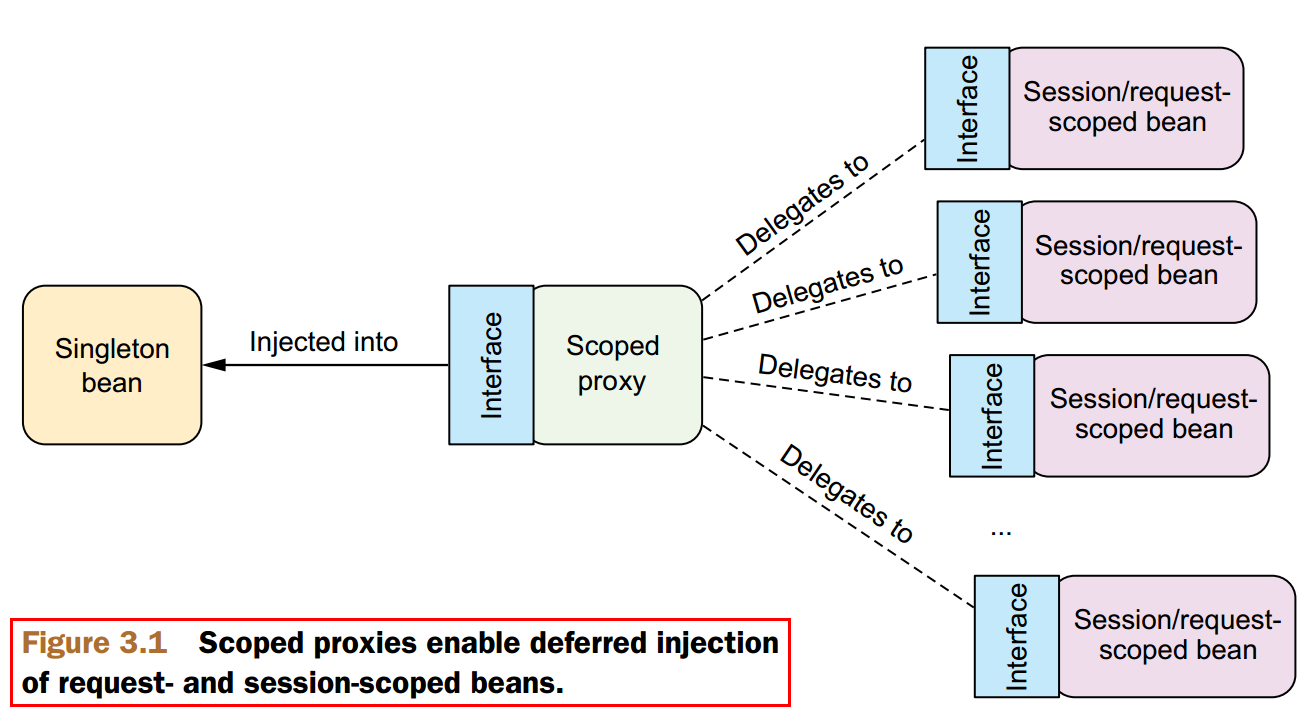 Interface
Session/request-
scoped bean
Delegates to
Interface
Session/request-
scoped bean
Delegates to
Singleton
bean
Injected into
Interface
Scoped
proxy
Delegates to
Interface
Session/request-
scoped bean
Delegates to
...
Interface
Session/request-
scoped bean
Figure 3.1 Scoped proxies enable deferred injection
of request- and session-scoped beans.